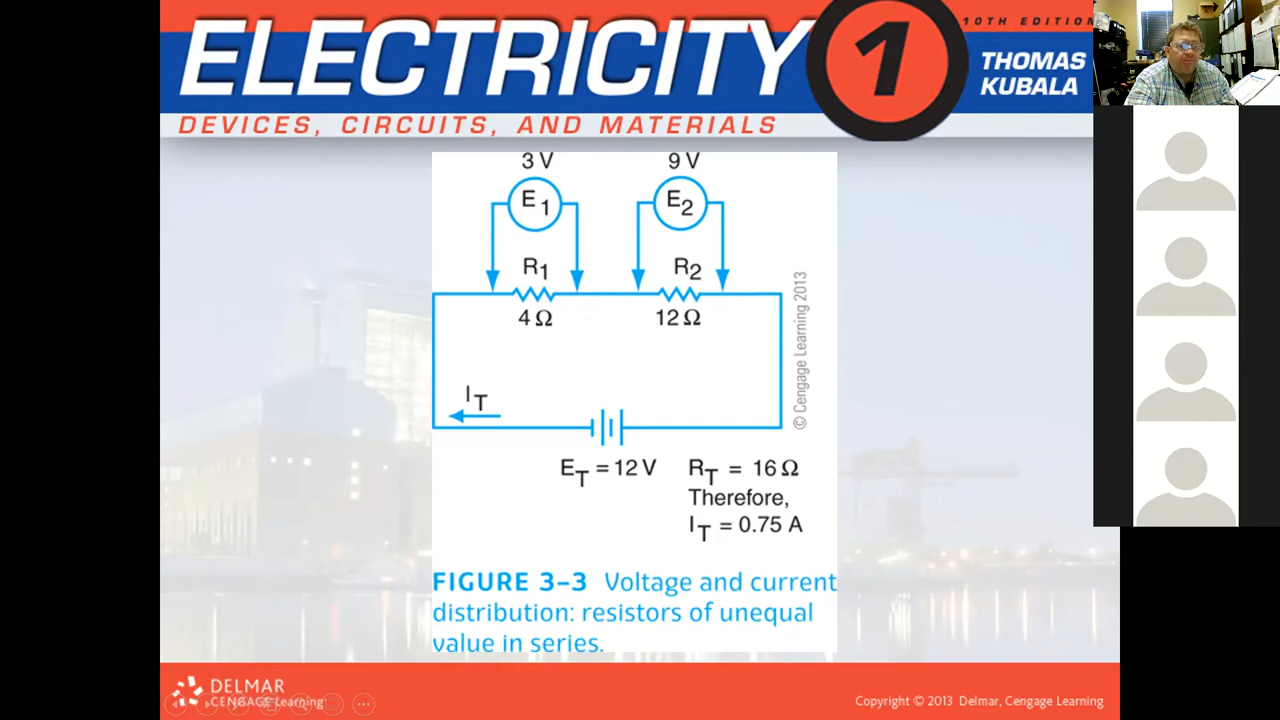 ELECTRICITY 1
10TH EDITION
THOMAS
KUBALA
DEVICES, CIRCUITS, AND MATERIALS
3 V 9 V
E1 E2
R1 R2
4 Ω 12 Ω
IT
ET = 12 V RT = 16 Ω
Therefore,
IT = 0.75 A
© Cengage Learning 2013
FIGURE 3–3 Voltage and current
distribution: resistors of unequal
value in series.
DELMAR
CENGAGE Learning
Copyright © 2013 Delmar, Cengage Learning